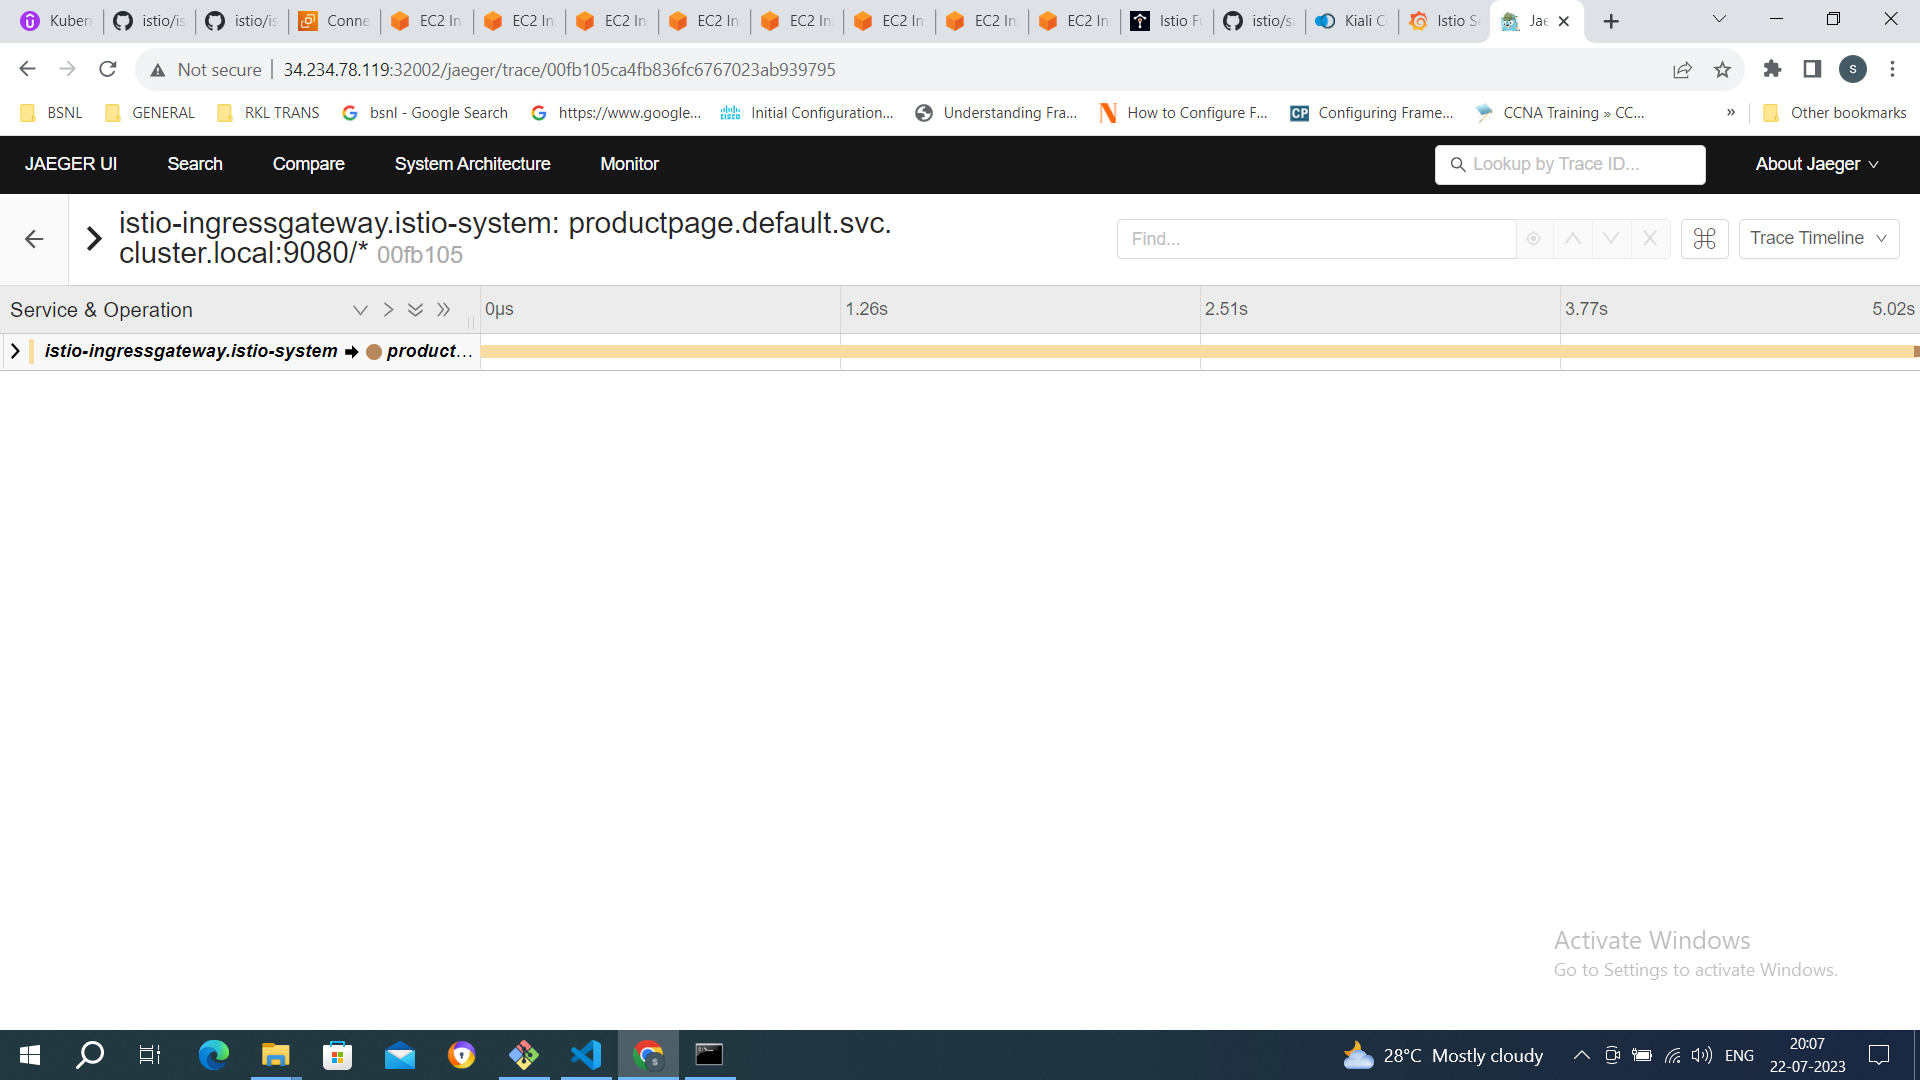 Kubern
istio/is
istio/is
Conne
EC2 In
EC2 In
EC2 In
EC2 In
EC2 In
EC2 In
EC2 In
EC2 In
Istio Fu
istio/sa
Kiali Co
Istio Se
Jae
Not secure
34.234.78.119:32002/jaeger/trace/00fb105ca4fb836fc6767023ab939795
s
BSNL
GENERAL
RKL TRANS
bsnl - Google Search
https://www.google...
Initial Configuration...
Understanding Fra...
How to Configure F...
Configuring Frame...
CCNA Training » CC...
»
Other bookmarks
JAEGER UI
Search
Compare
System Architecture
Monitor
Lookup by Trace ID...
About Jaeger
istio-ingressgateway.istio-system: productpage.default.svc.
cluster.local:9080/* 00fb105
Find...
⌘
Trace Timeline
Service & Operation
0μs
1.26s
2.51s
3.77s
5.02s
istio-ingressgateway.istio-system product...
Activate Windows
Go to Settings to activate Windows.
28°C Mostly cloudy
ENG
20:07
22-07-2023